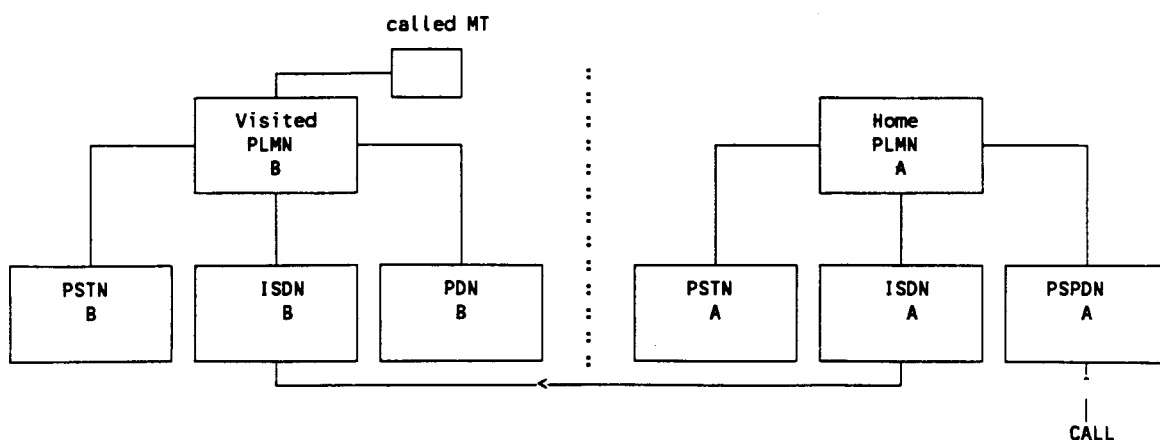 called MT
Visited
PLMN
B
Home
PLMN
A
PSTN
B
ISDN
B
PDN
B
PSTN
A
ISDN
A
PSPDN
A
CALL